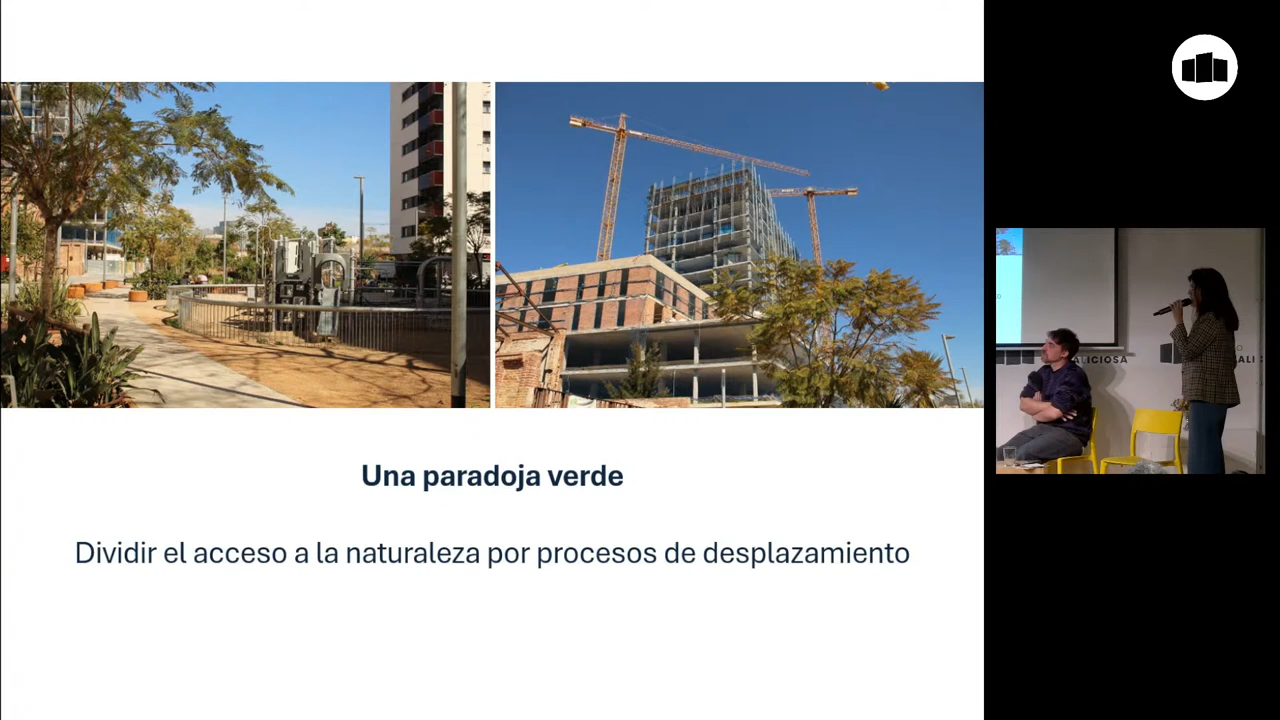 Una paradoja verde
Dividir el acceso a la naturaleza por procesos de desplazamiento